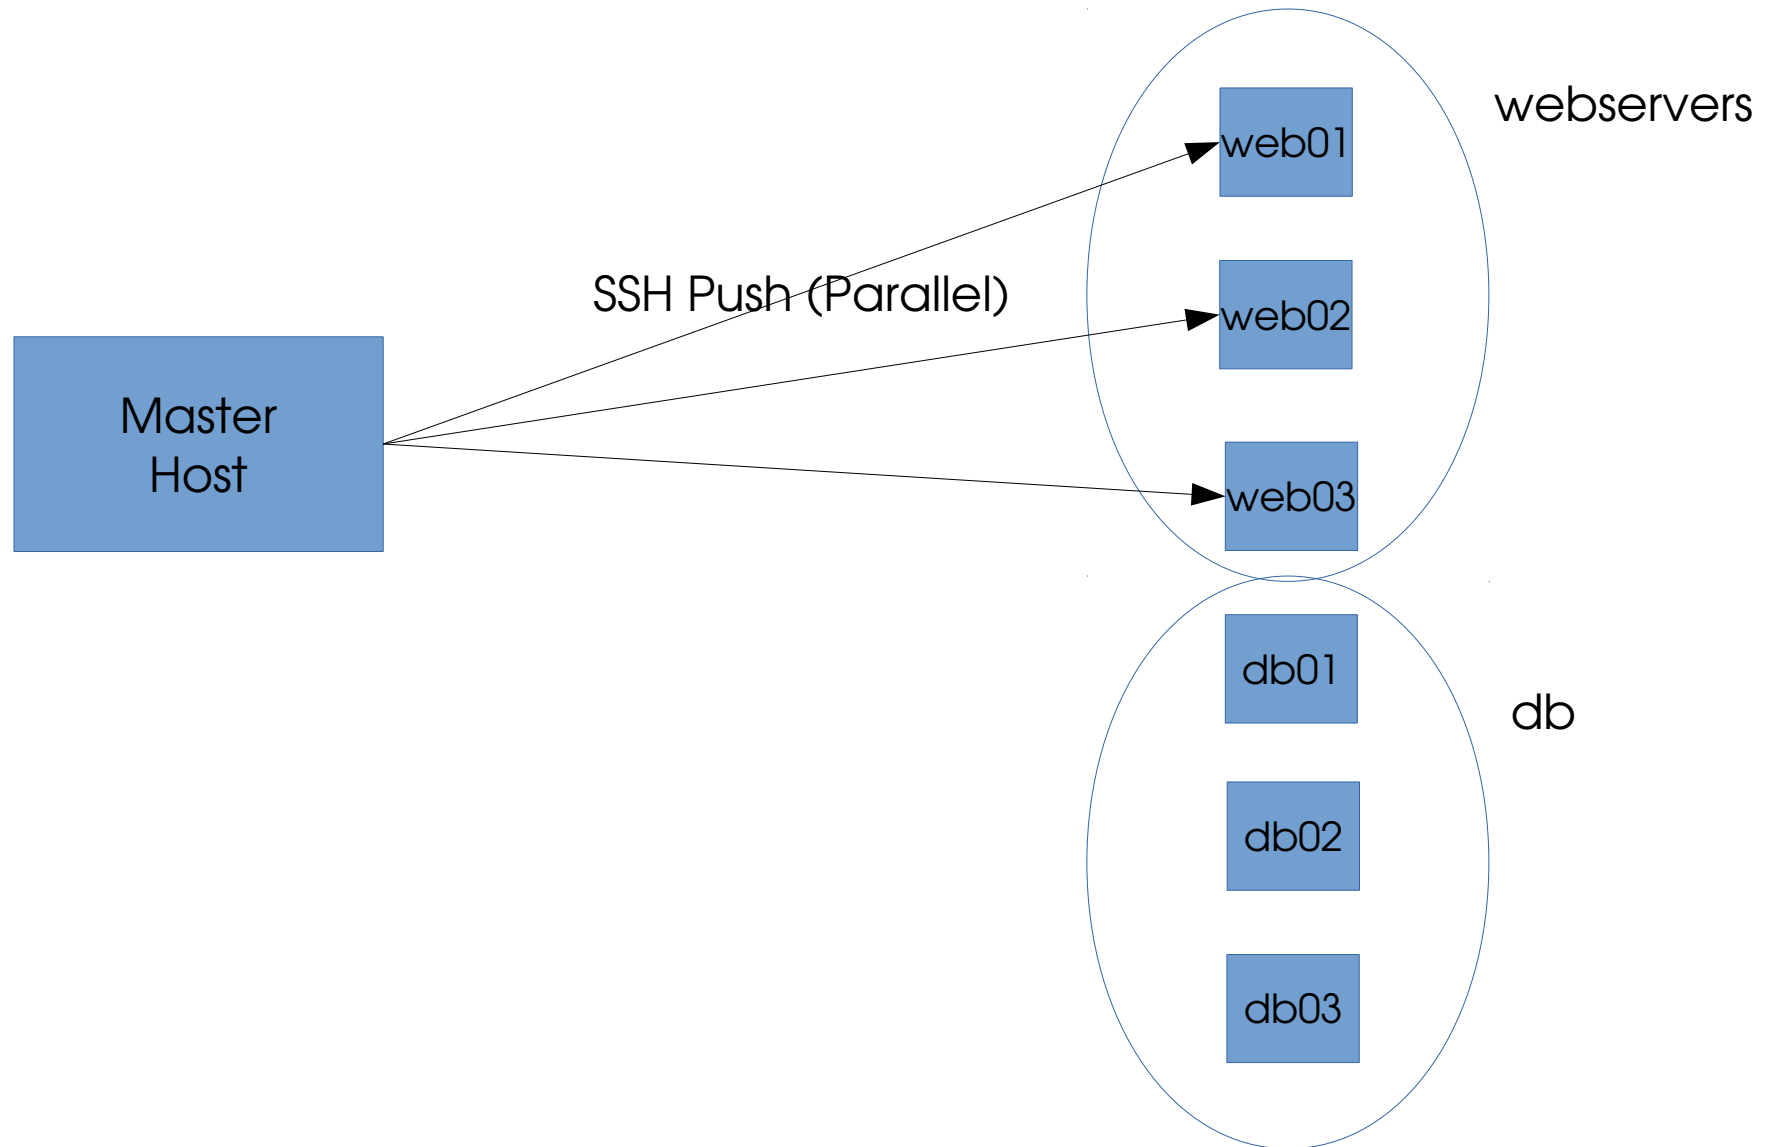 webservers
web01
SSH Push (Parallel)
web02
Master
Host
web03
db01
db
db02
db03